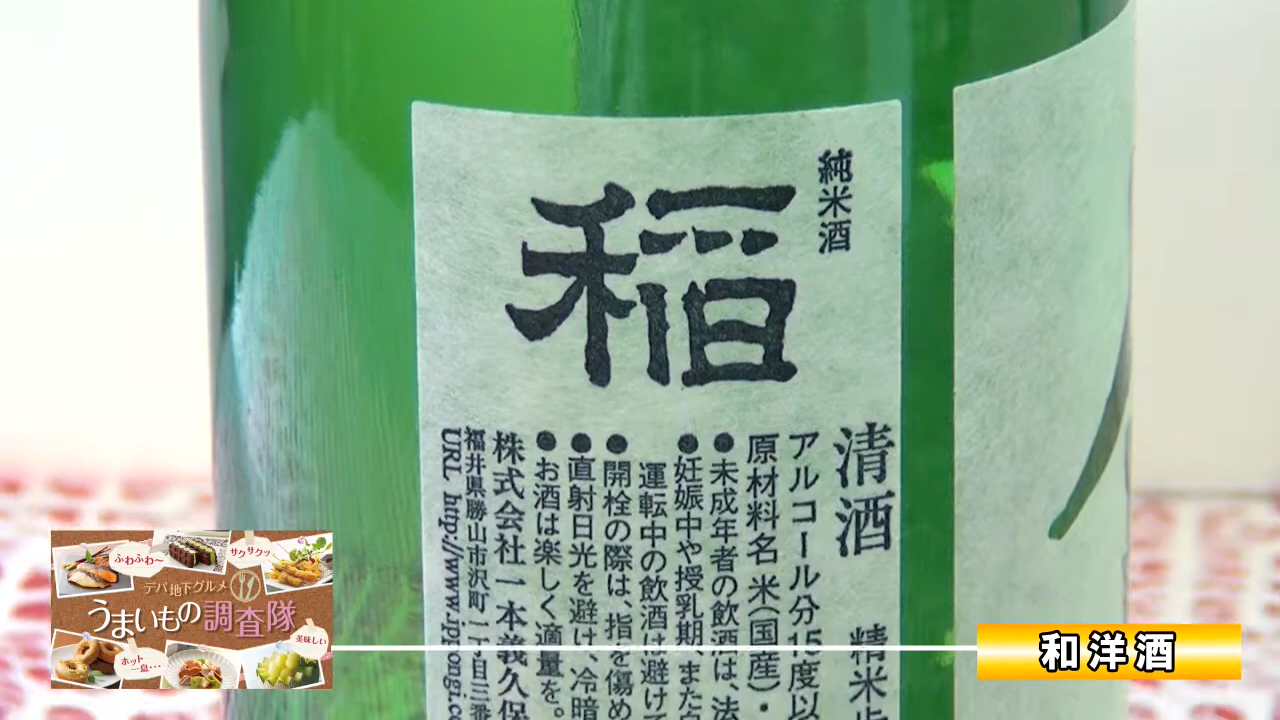 純米酒
稲
清酒
精米歩
アルコール分15度以
原材料名 米(国産)・
●未成年者の飲酒は、法
●妊娠中や授乳期、また
運転中の飲酒は避けて
●開栓の際は、指を傷め
●直射日光を避け、冷暗
●お酒は楽しく適量を。
株式会社一本義久保
福井県勝山市沢町一丁目三番
URL http://www.ippongi.co
ふわふわ〜
サクサクッ
デパ地下グルメ
うまいもの調査隊
ホット一息・・・
美味しい
和洋酒